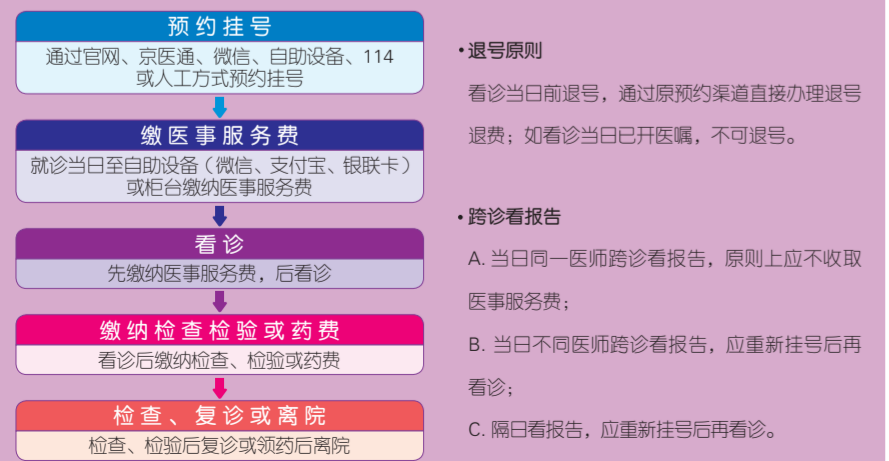 预约挂号
通过官网、京医通、微信、自助设备、114
或人工方式预约挂号
缴医事服务费
就诊当日至自助设备（微信、支付宝、银联卡）
或柜台缴纳医事服务费
看诊
先缴纳医事服务费，后看诊
缴纳检查检验或药费
看诊后缴纳检查、检验或药费
检查、复诊或离院
检查、检验后复诊或领药后离院
•退号原则
看诊当日前退号，通过原预约渠道直接办理退号
退费；如看诊当日已开医嘱，不可退号。
•跨诊看报告
A. 当日同一医师跨诊看报告，原则上应不收取
医事服务费；
B. 当日不同医师跨诊看报告，应重新挂号后再
看诊；
C. 隔日看报告，应重新挂号后再看诊。